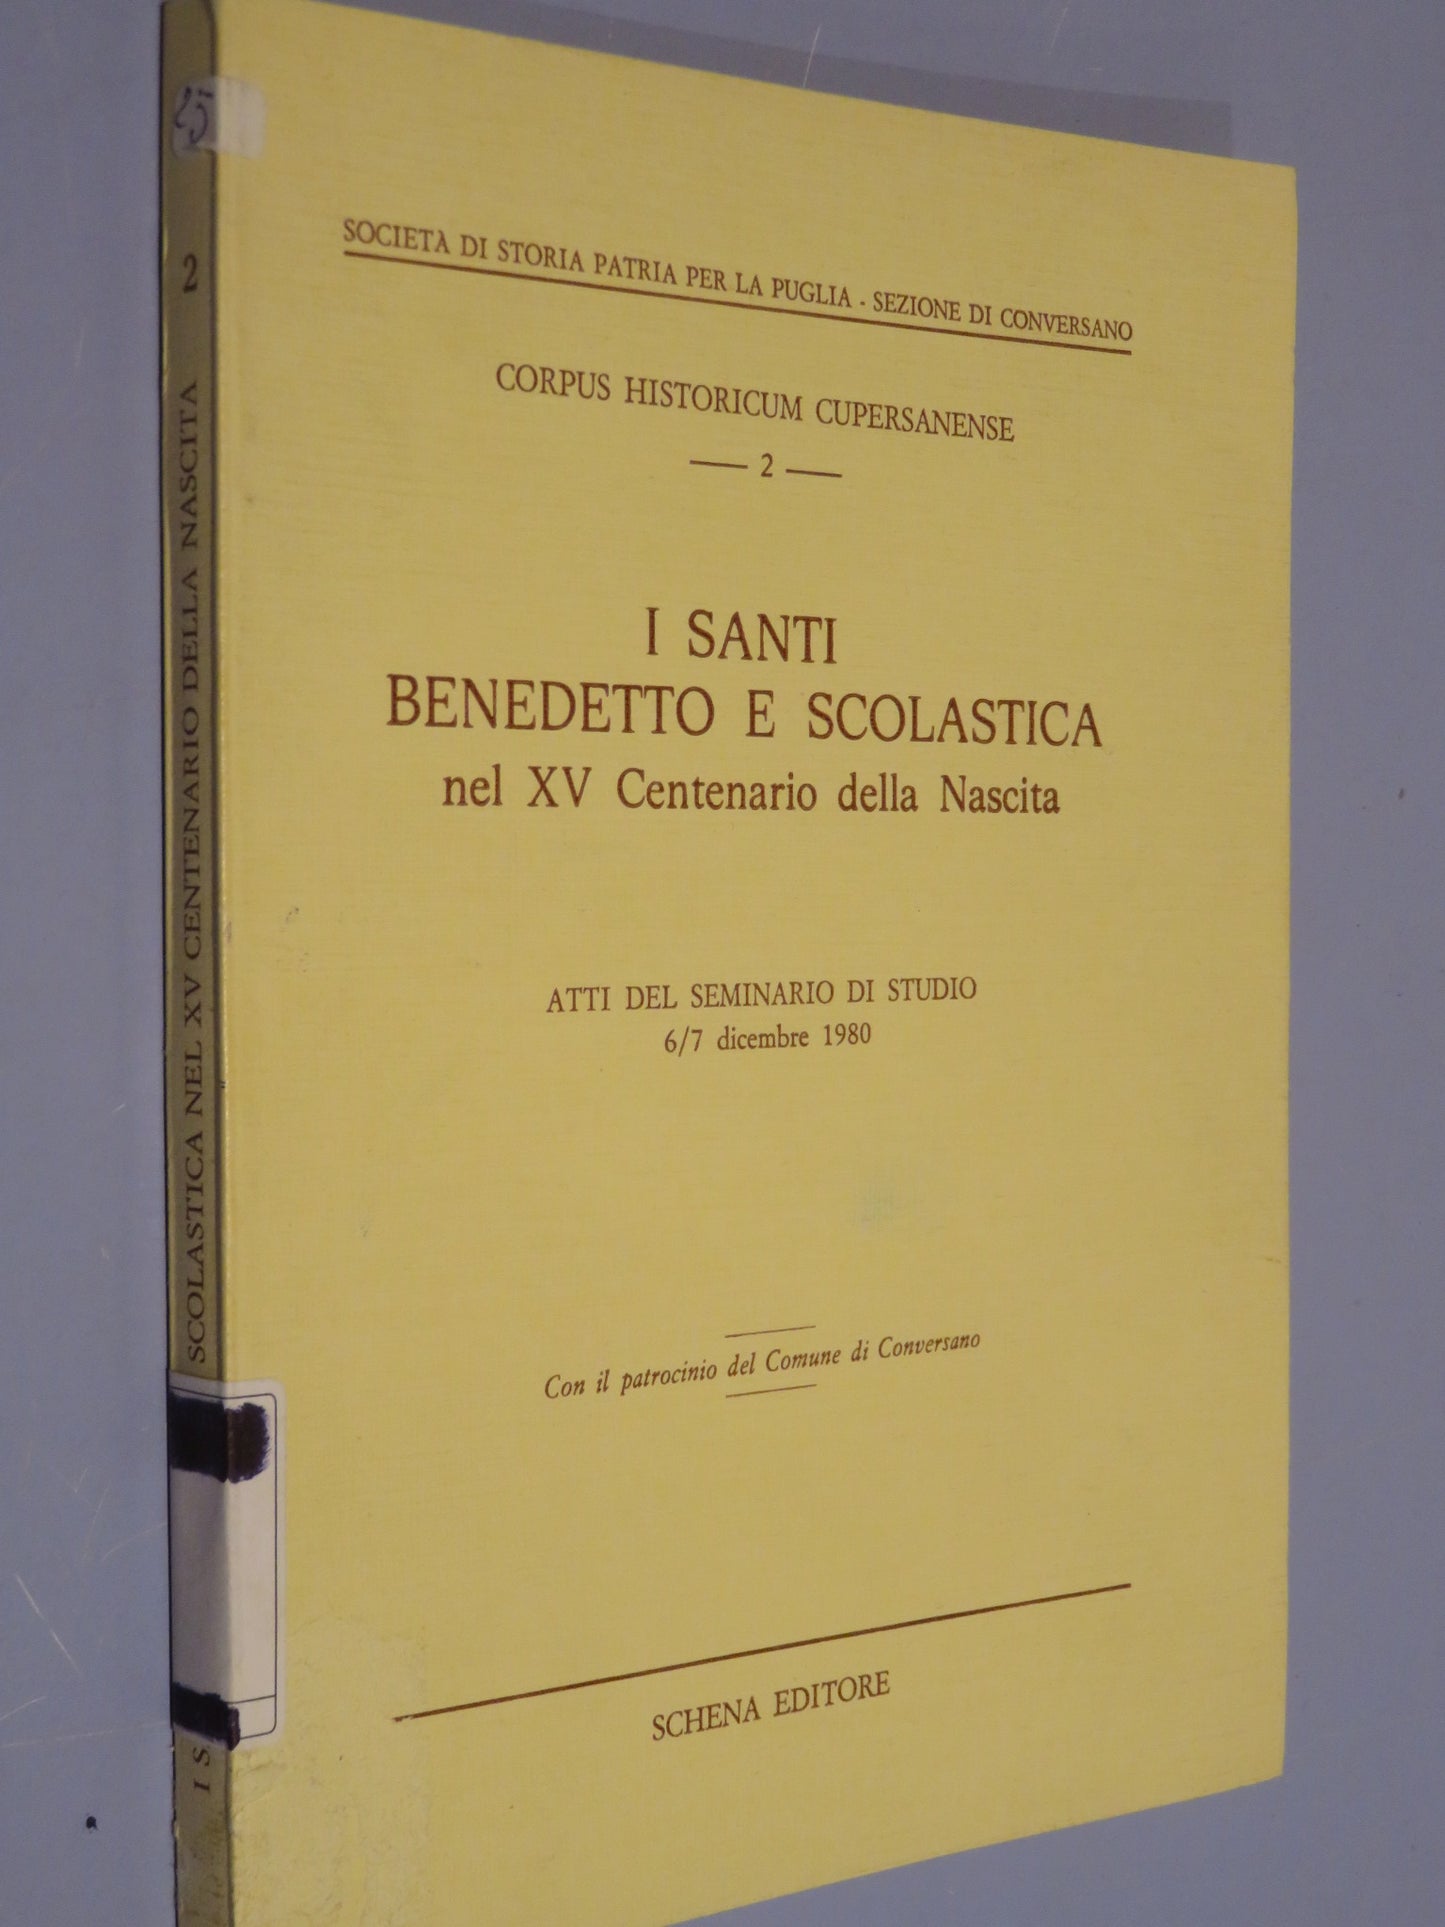 SOCIETÀ DI STORIA PATRIA PER LA PUGLIA - SEZIONE DI CONVERSANO
CORPUS HISTORICUM CUPERSANENSE
— 2 —
I SANTI
BENEDETTO E SCOLASTICA
nel XV Centenario della Nascita
ATTI DEL SEMINARIO DI STUDIO
6/7 dicembre 1980
Con il patrocinio del Comune di Conversano
SCHENA EDITORE
I S
SCOLASTICA NEL XV CENTENARIO DELLA NASCITA 2